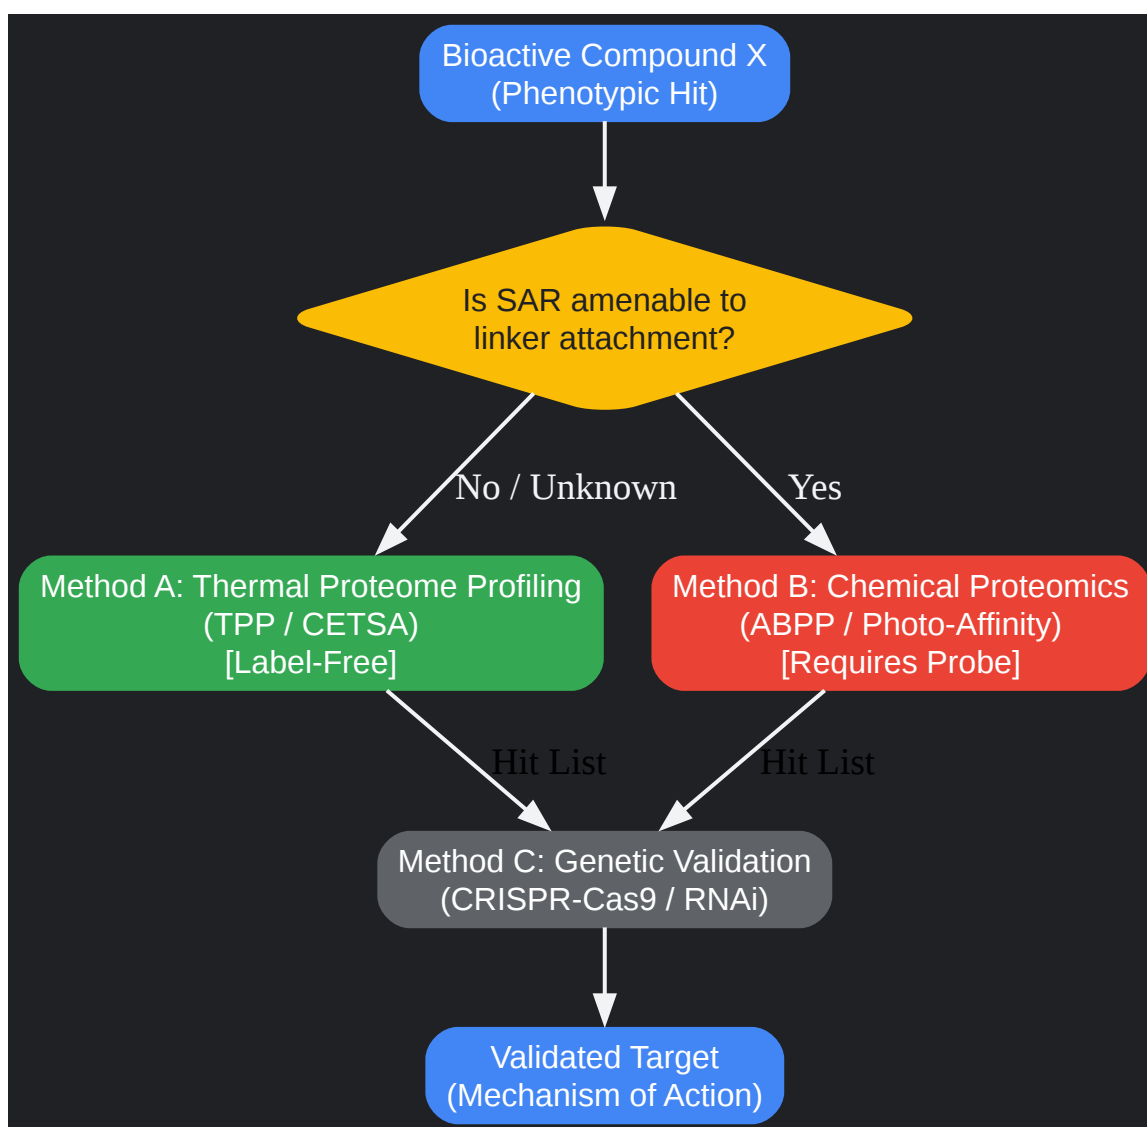 Bioactive Compound X
(Phenotypic Hit)
Is SAR amenable to
linker attachment?
No / Unknown
Yes
Method A: Thermal Proteome Profiling
(TPP / CETSA)
[Label-Free]
Method B: Chemical Proteomics
(ABPP / Photo-Affinity)
[Requires Probe]
Hit List
Hit List
Method C: Genetic Validation
(CRISPR-Cas9 / RNAi)
Validated Target
(Mechanism of Action)